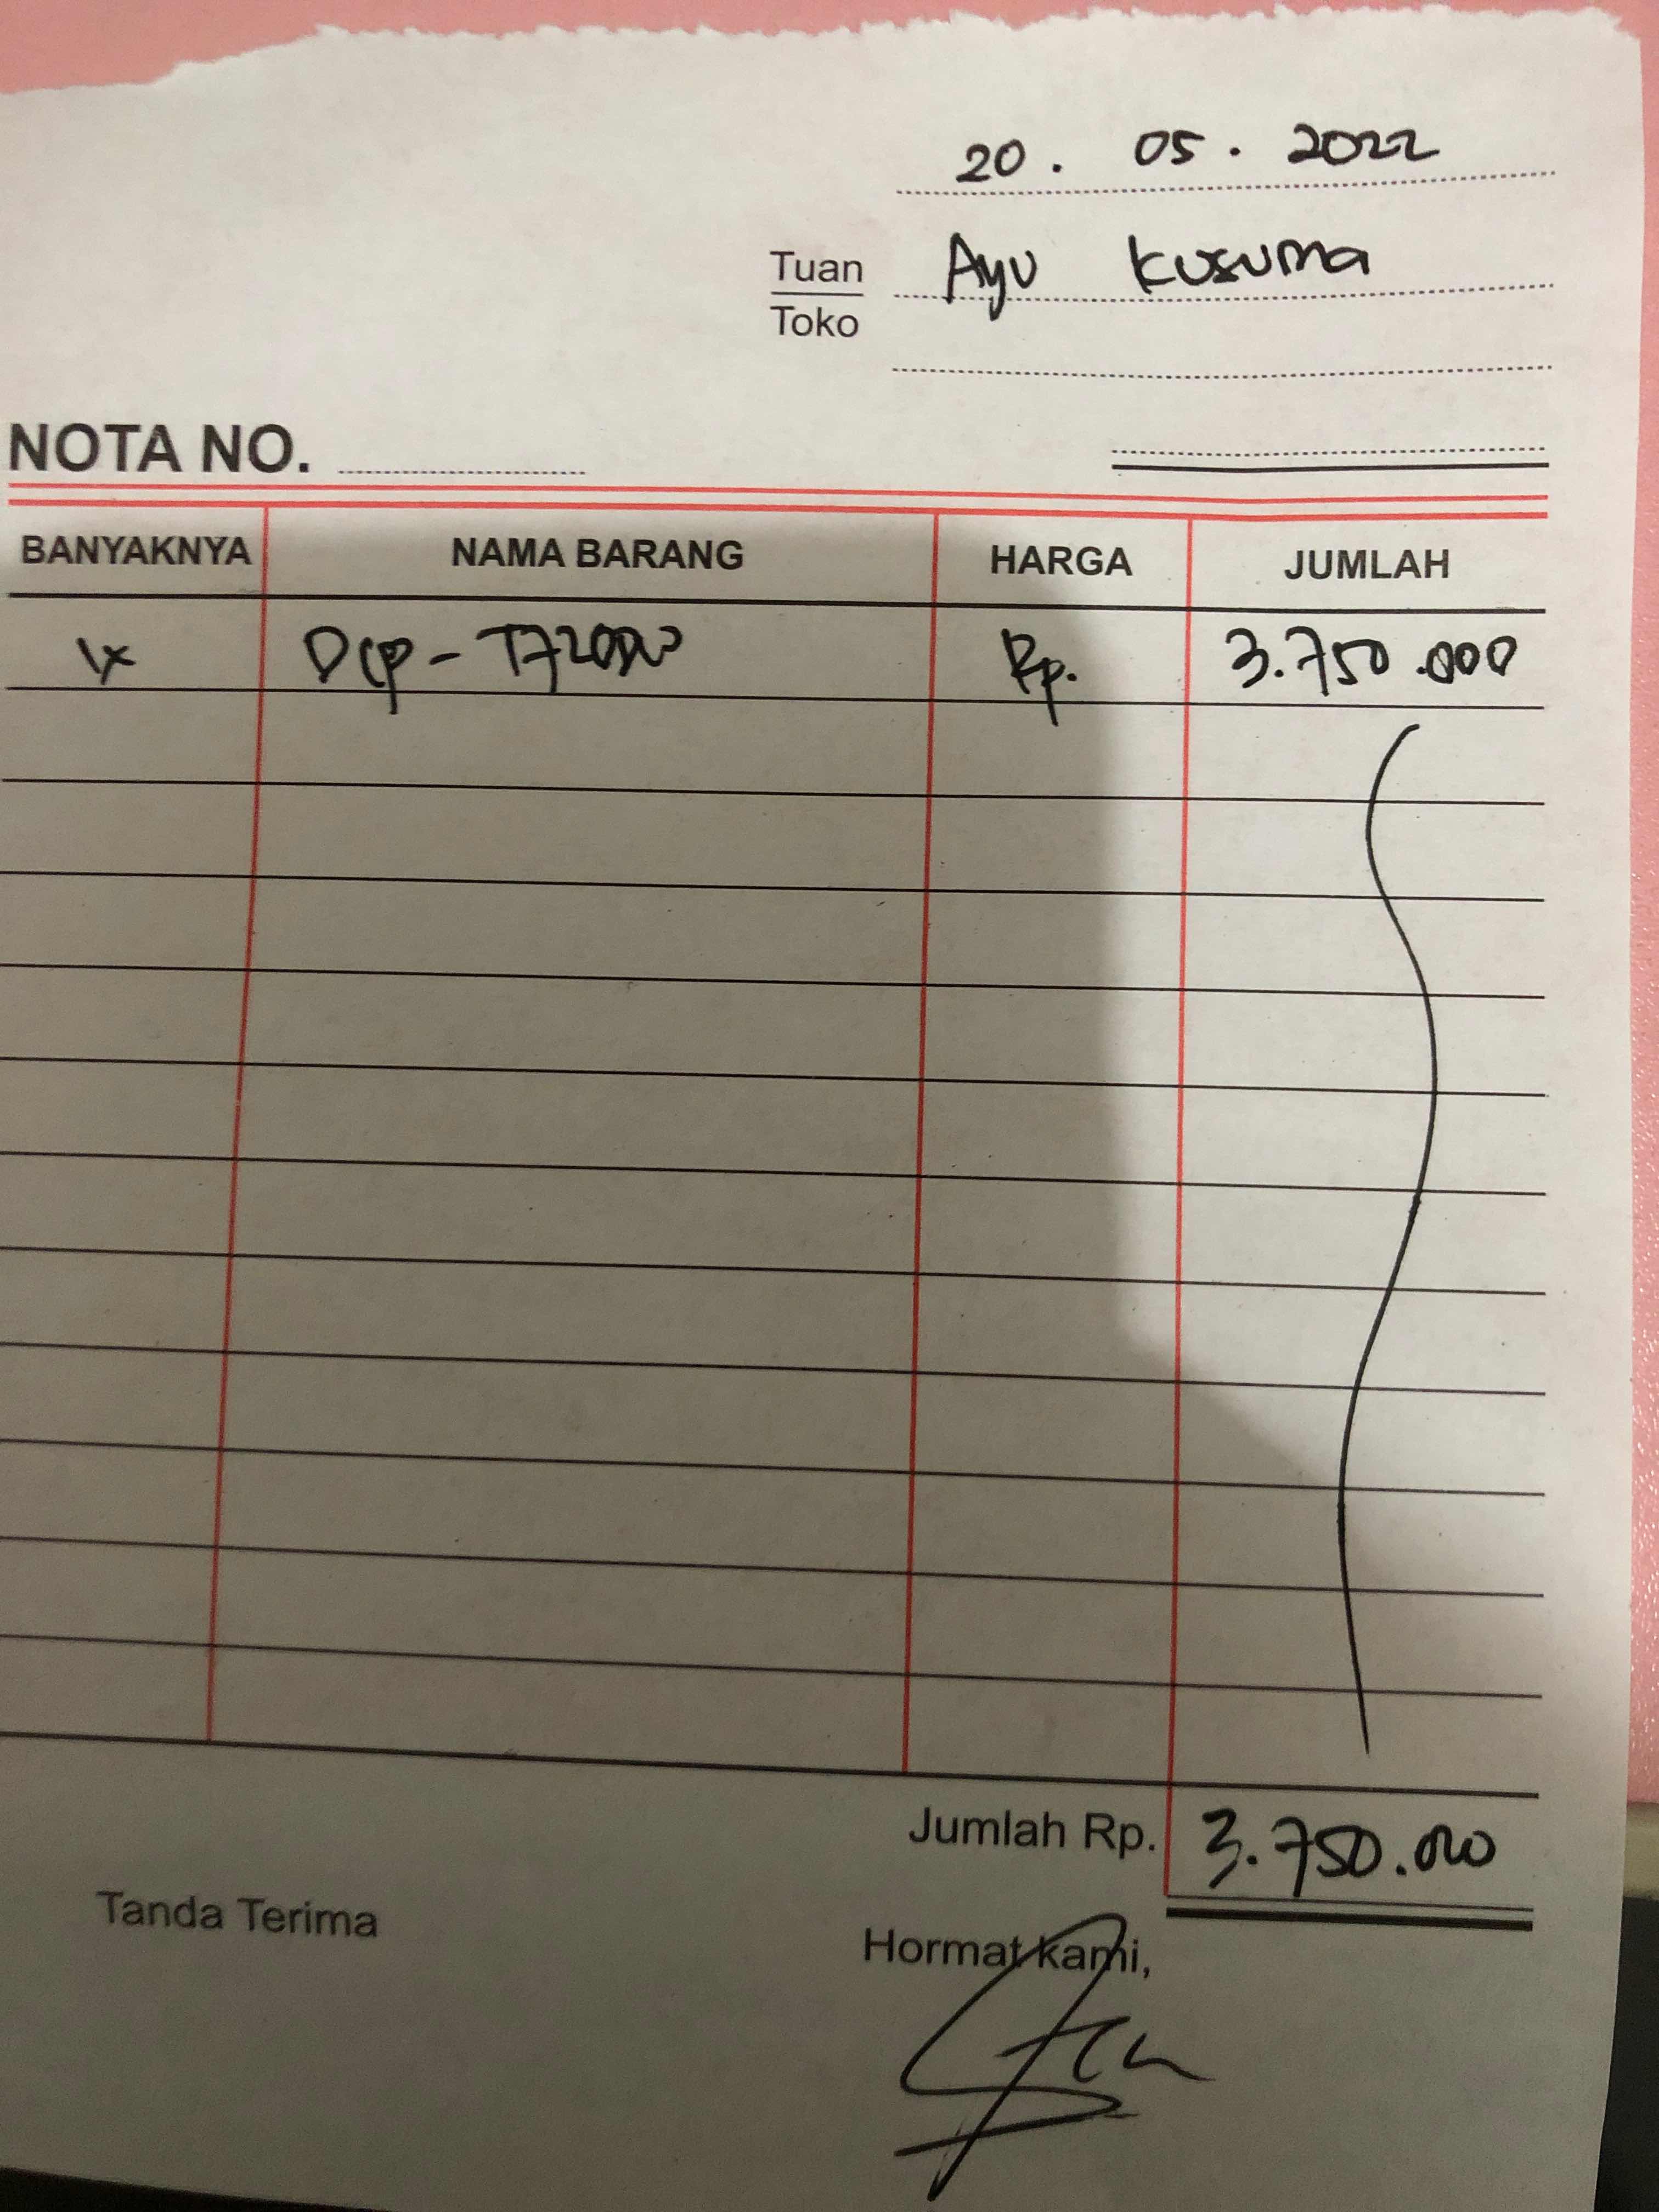 20 . 05 . 2022
Tuan Ayu Kusuma
Toko
NOTA NO.
BANYAKNYA NAMA BARANG HARGA JUMLAH
1x DCP - T720DW Rp. 3.750.000
Jumlah Rp. 3.750.000
Tanda Terima
Hormat kami,